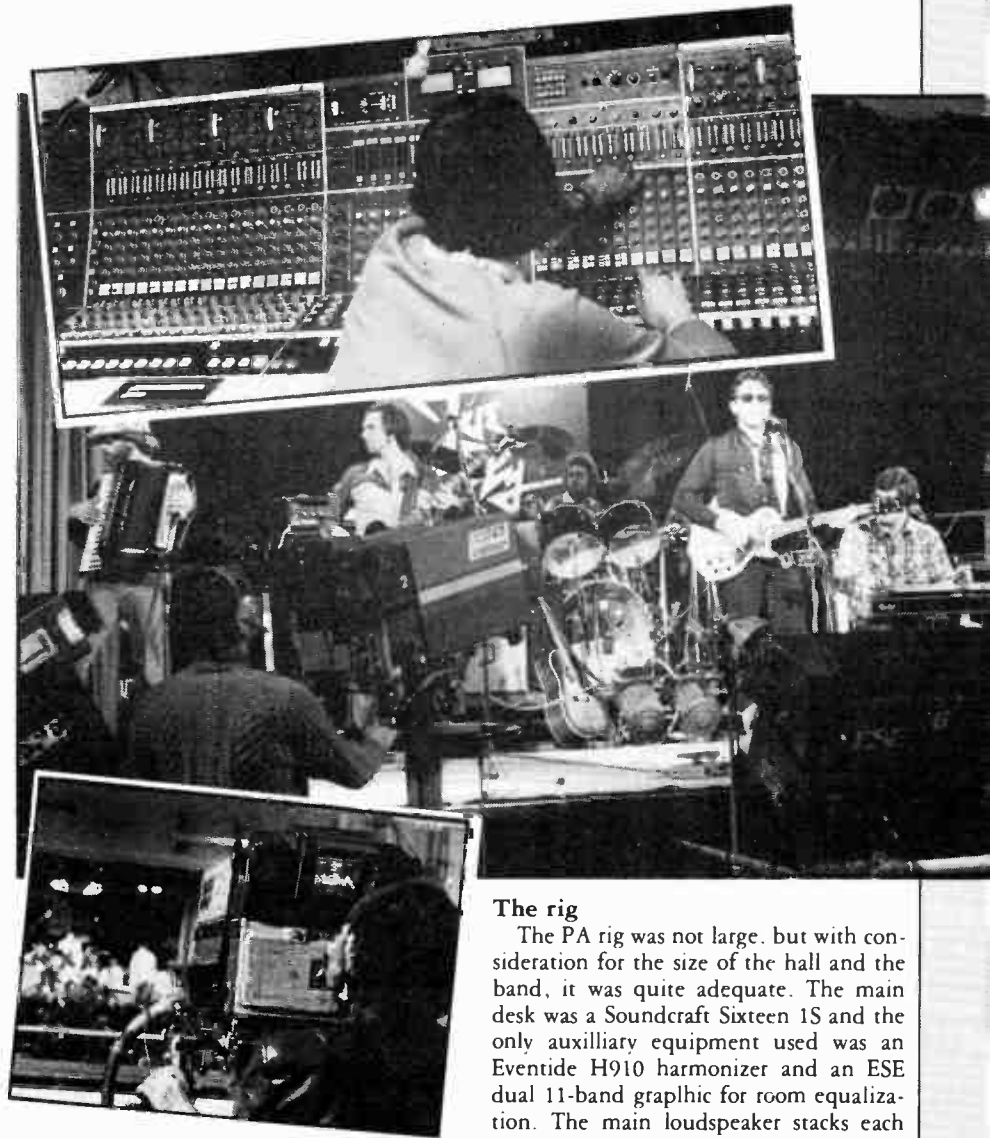 The rig
The PA rig was not large. but with con-
sideration for the size of the hall and the
band, it was quite adequate. The main
desk was a Soundcraft Sixteen 1S and the
only auxilliary equipment used was an
Eventide H910 harmonizer and an ESE
dual 11-band graplhic for room equaliza-
tion. The main loudspeaker stacks each
ESE